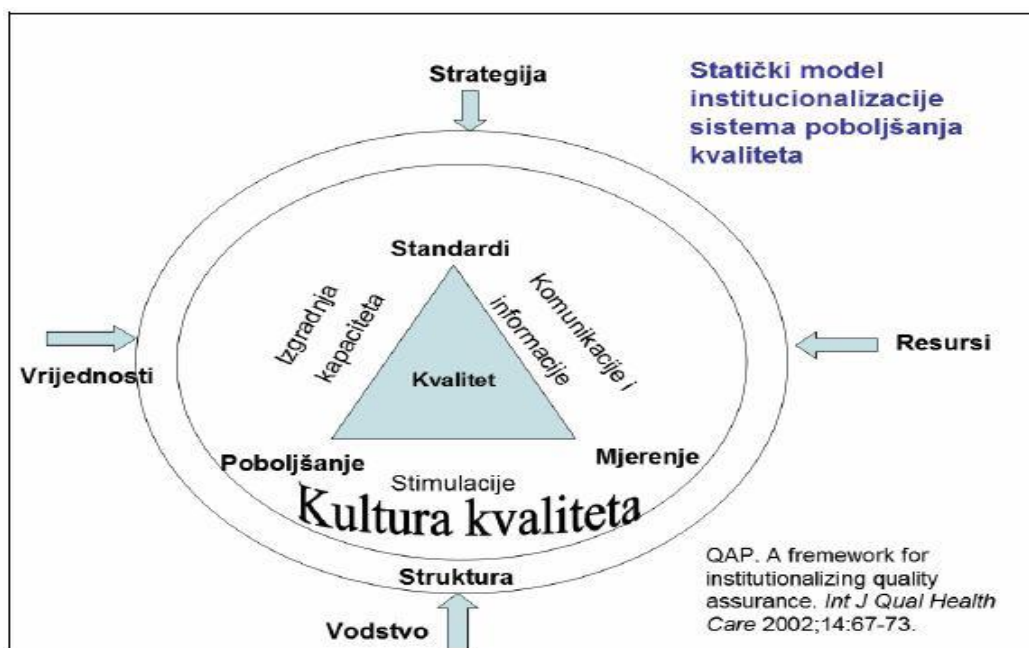 Strategija
Statički model
institucionalizacije
sistema poboljšanja
kvaliteta
Standardi
Izgradnja
kapaciteta
Komunikacije i
informacije
Vrijednosti
Kvalitet
Resursi
Poboljšanje
Mjerenje
Stimulacije
Kultura kvaliteta
Struktura
Vodstvo
QAP. A fremework for
institutionalizing quality
assurance. Int J Qual Health
Care 2002;14:67-73.